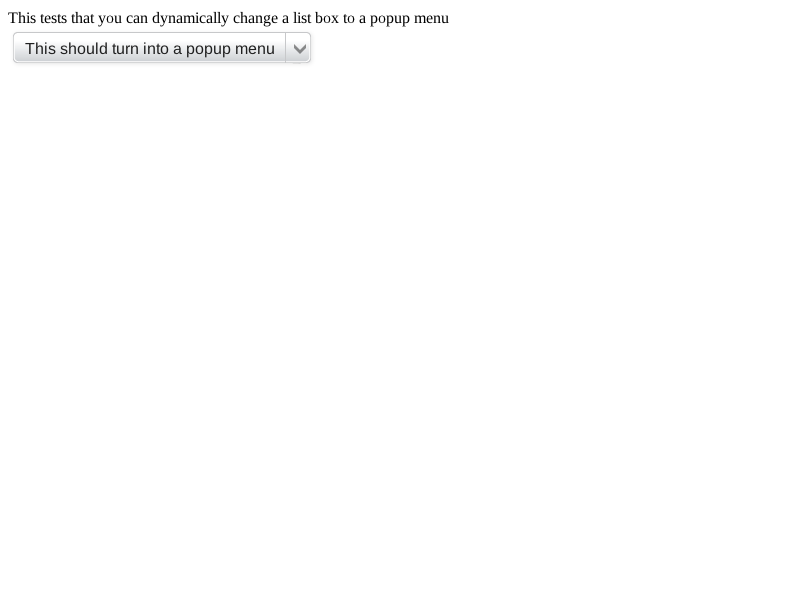 This tests that you can dynamically change a list box to a popup menu
This should turn into a popup menu